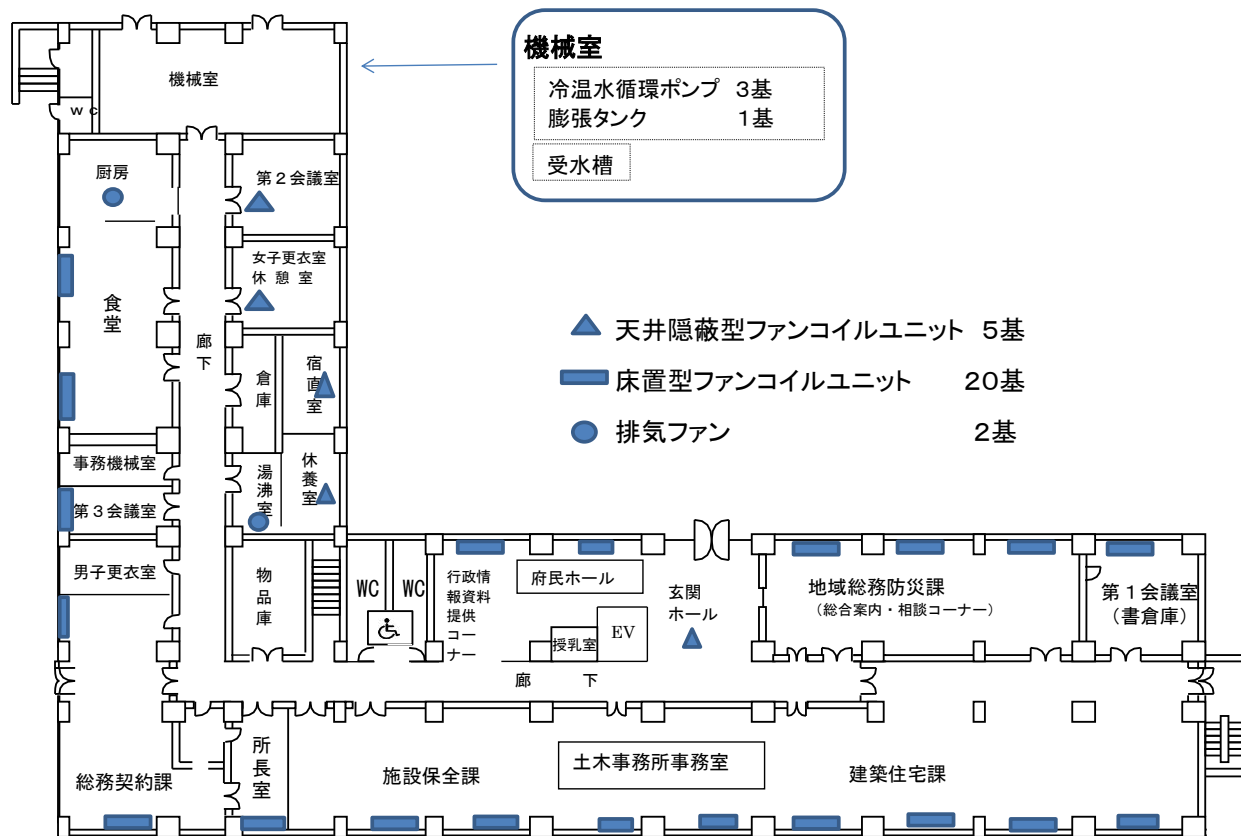 機械室
冷温水循環ポンプ 3基
膨張タンク 1基
受水槽
機械室
ｗｃ
厨房
第２会議室
女子更衣室
休 憩 室
食堂
廊下
倉庫
宿直室
天井隠蔽型ファンコイルユニット 5基
床置型ファンコイルユニット 20基
排気ファン 2基
事務機械室
第３会議室
湯沸室
休養室
男子更衣室
物品庫
WC
WC
行政情
報資料
提供
コー
ナー
府民ホール
授乳室
EV
玄関
ホール
地域総務防災課
（総合案内・相談コーナー）
第１会議室
（書倉庫）
廊 下
総務契約課
所長室
施設保全課
土木事務所事務室
建築住宅課